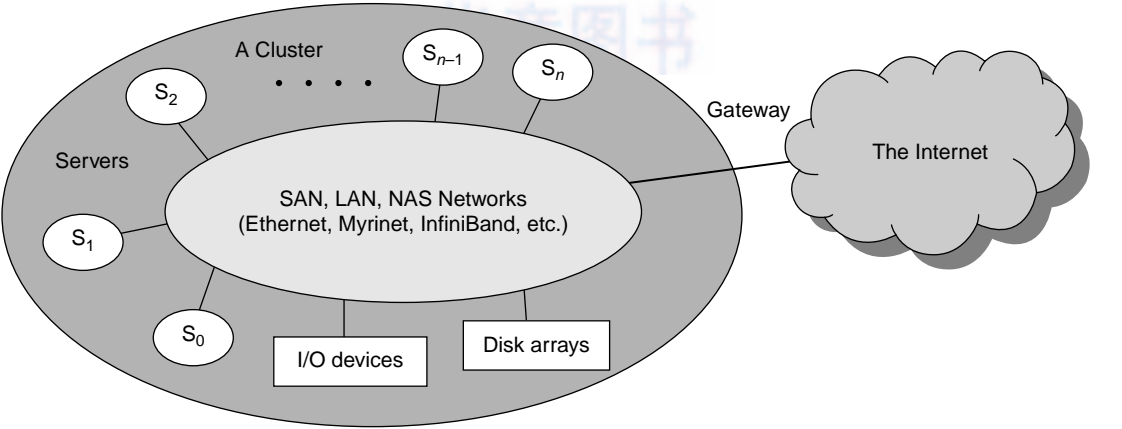 A Cluster
S₂
• • • •
Sₙ₋₁
Sₙ
Gateway
Servers
The Internet
SAN, LAN, NAS Networks
(Ethernet, Myrinet, InfiniBand, etc.)
S₁
S₀
I/O devices
Disk arrays